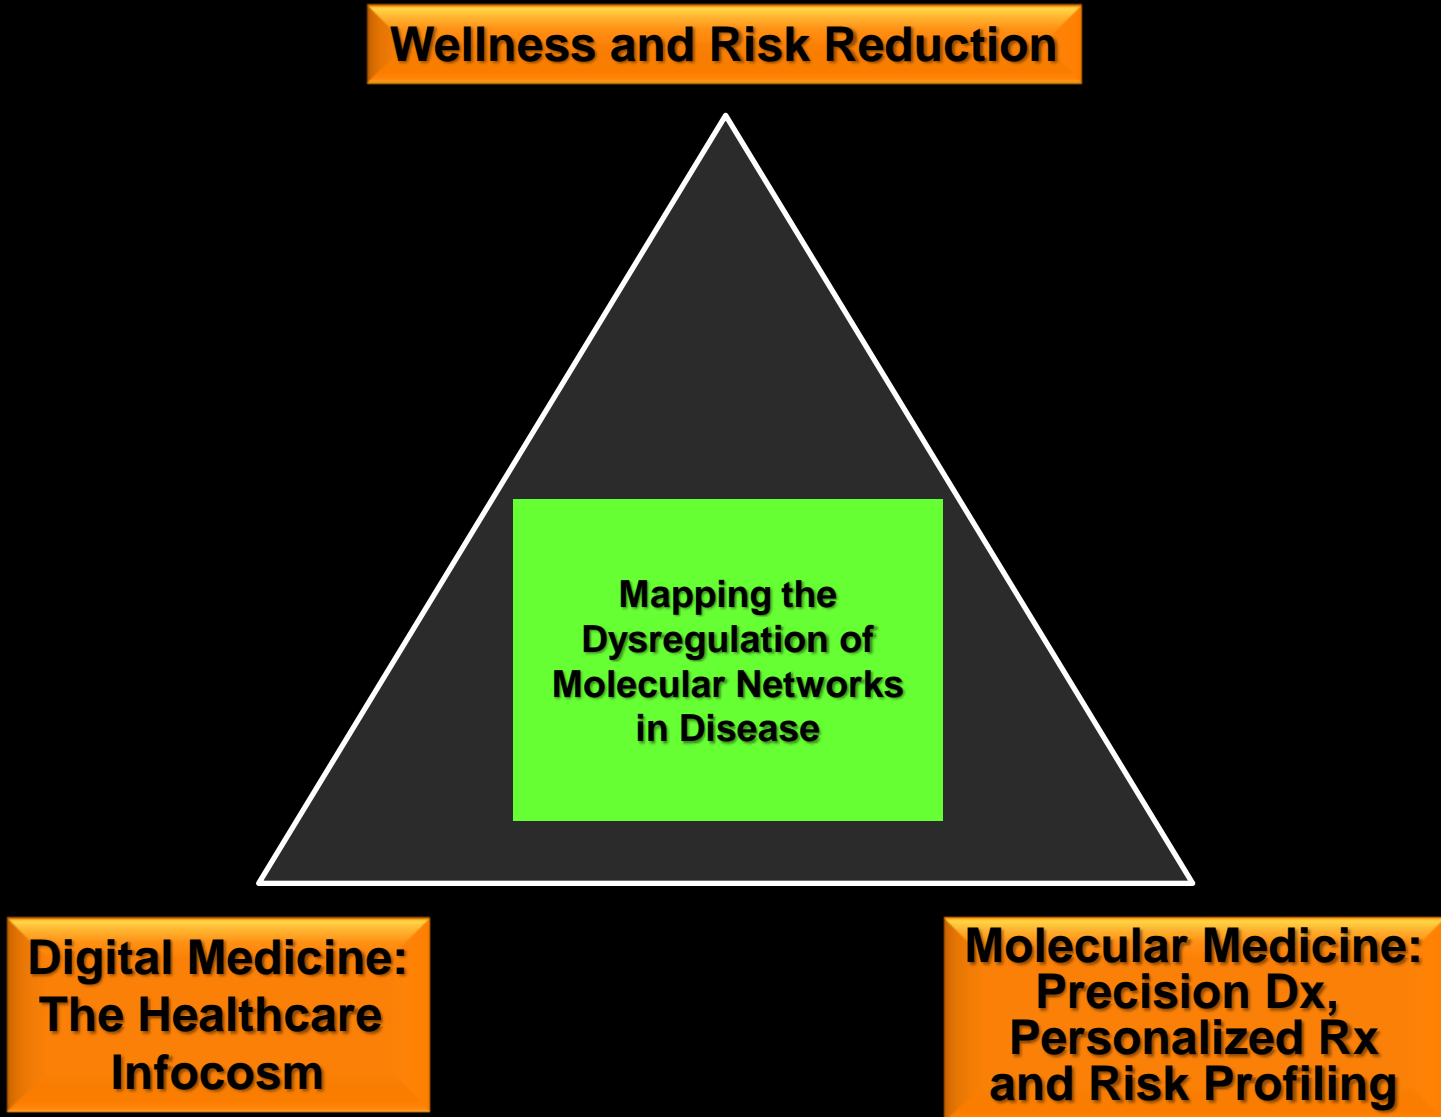 Wellness and Risk Reduction
Mapping the
Dysregulation of
Molecular Networks
in Disease
Digital Medicine:
The Healthcare
Infocosm
Molecular Medicine:
Precision Dx,
Personalized Rx
and Risk Profiling